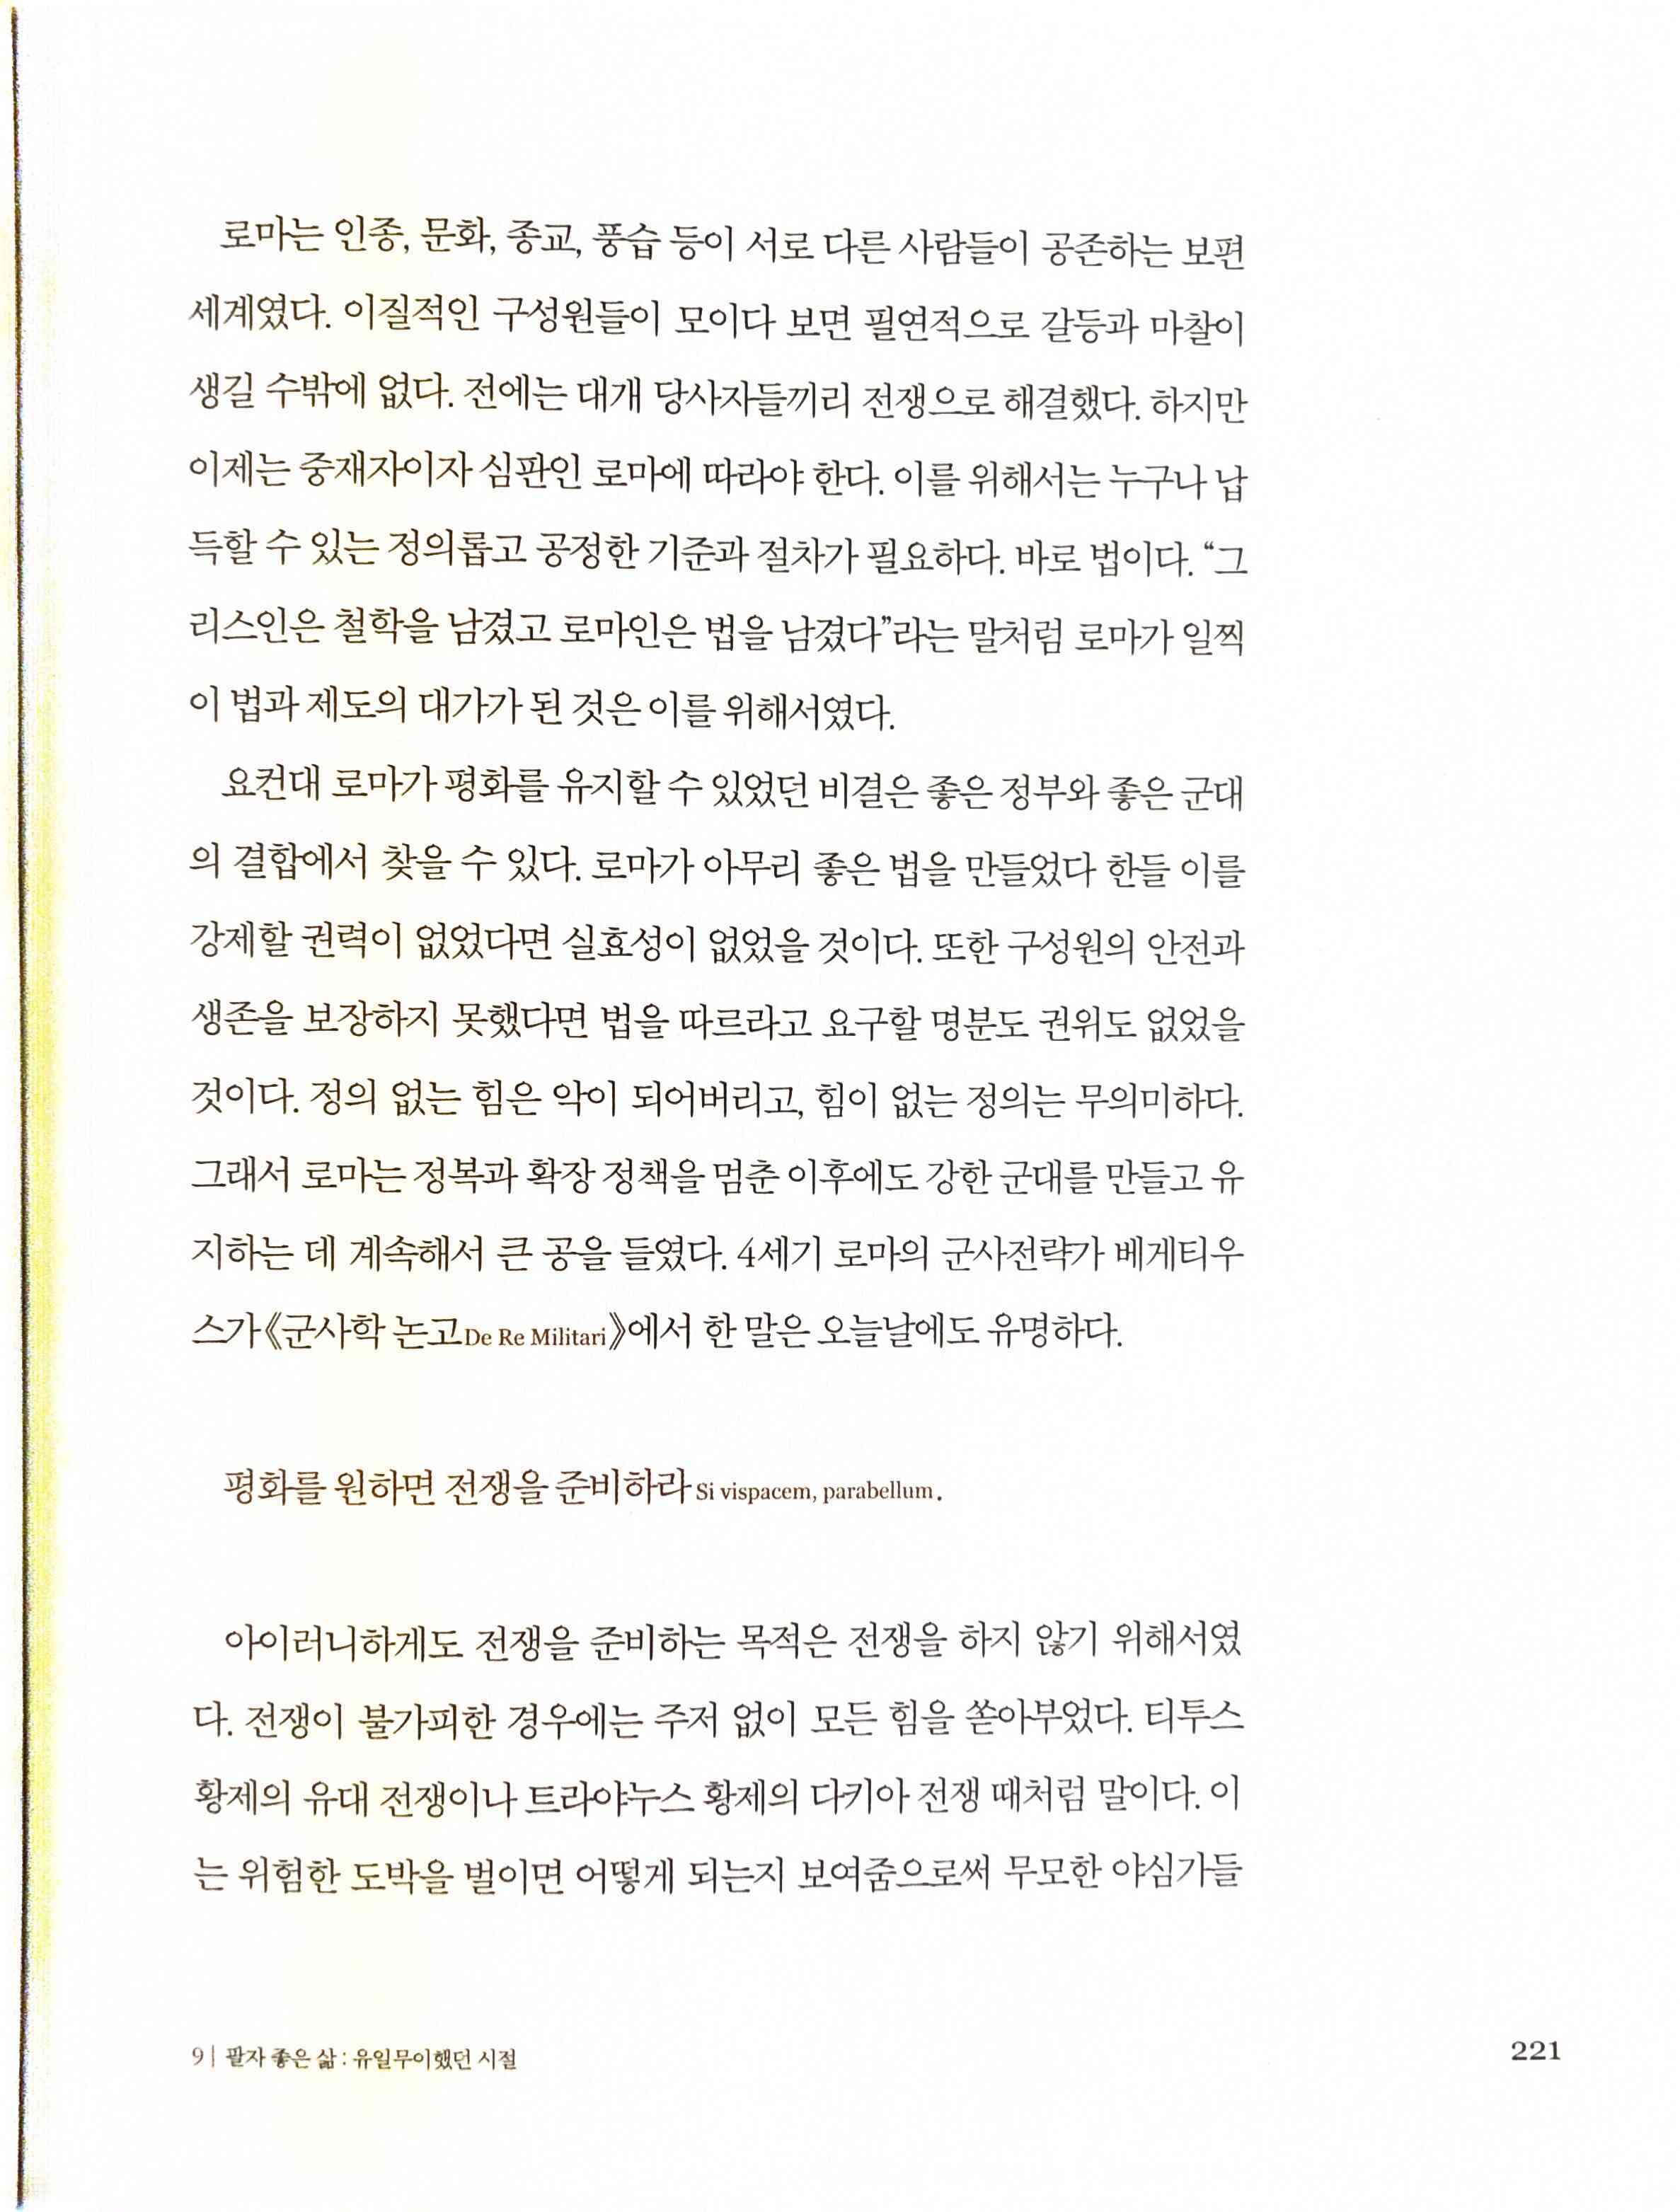 로마는 인종, 문화, 종교, 풍습 등이 서로 다른 사람들이 공존하는 보편
세계였다. 이질적인 구성원들이 모이다 보면 필연적으로 갈등과 마찰이
생길 수밖에 없다. 전에는 대개 당사자들끼리 전쟁으로 해결했다. 하지만
이제는 중재자이자 심판인 로마에 따라야 한다. 이를 위해서는 누구나 납
득할 수 있는 정의롭고 공정한 기준과 절차가 필요하다. 바로 법이다. “그
리스인은 철학을 남겼고 로마인은 법을 남겼다”라는 말처럼 로마가 일찍
이 법과 제도의 대가가 된 것은 이를 위해서였다.
요컨대 로마가 평화를 유지할 수 있었던 비결은 좋은 정부와 좋은 군대
의 결합에서 찾을 수 있다. 로마가 아무리 좋은 법을 만들었다 한들 이를
강제할 권력이 없었다면 실효성이 없었을 것이다. 또한 구성원의 안전과
생존을 보장하지 못했다면 법을 따르라고 요구할 명분도 권위도 없었을
것이다. 정의 없는 힘은 악이 되어버리고, 힘이 없는 정의는 무의미하다.
그래서 로마는 정복과 확장 정책을 멈춘 이후에도 강한 군대를 만들고 유
지하는 데 계속해서 큰 공을 들였다. 4세기 로마의 군사전략가 베게티우
스가《군사학 논고De Re Militari》에서 한 말은 오늘날에도 유명하다.
평화를 원하면 전쟁을 준비하라 Si vispacem, parabellum.
아이러니하게도 전쟁을 준비하는 목적은 전쟁을 하지 않기 위해서였
다. 전쟁이 불가피한 경우에는 주저 없이 모든 힘을 쏟아부었다. 티투스
황제의 유대 전쟁이나 트라야누스 황제의 다키아 전쟁 때처럼 말이다. 이
는 위험한 도박을 벌이면 어떻게 되는지 보여줌으로써 무모한 야심가들
9 | 팔자 좋은 삶 : 유일무이했던 시절
221